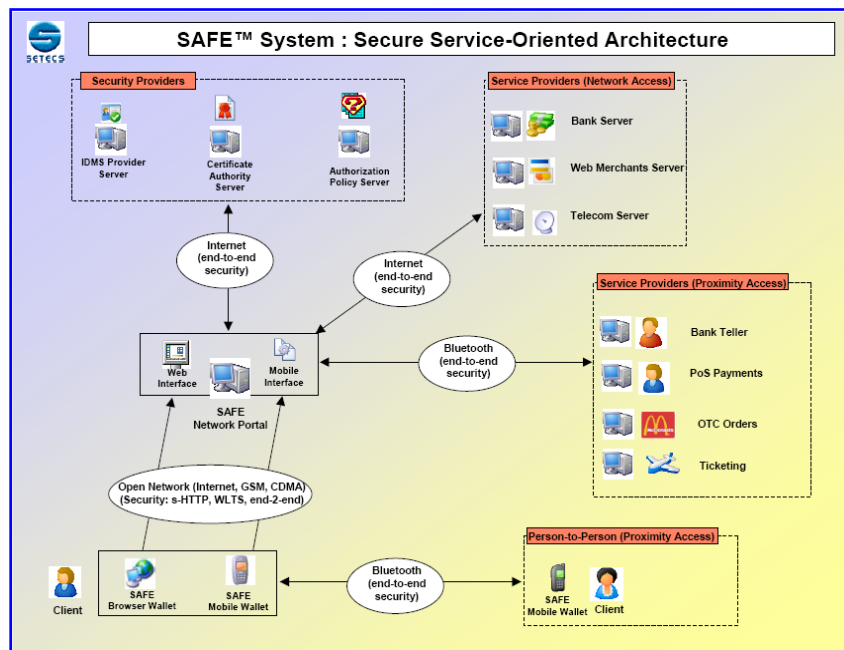 SETECS
SAFE™ System : Secure Service-Oriented Architecture
Security Providers
IDMS Provider
Server
Certificate
Authority
Server
Authorization
Policy Server
Service Providers (Network Access)
Bank Server
Web Merchants Server
Telecom Server
Internet
(end-to-end
security)
Internet
(end-to-end
security)
Service Providers (Proximity Access)
Bank Teller
PoS Payments
OTC Orders
Ticketing
Bluetooth
(end-to-end
security)
Web
Interface
Mobile
Interface
SAFE
Network Portal
Open Network (Internet, GSM, CDMA)
(Security: s-HTTP, WLTS, end-2-end)
Client
SAFE
Browser Wallet
SAFE
Mobile Wallet
Bluetooth
(end-to-end
security)
Person-to-Person (Proximity Access)
SAFE
Mobile Wallet
Client